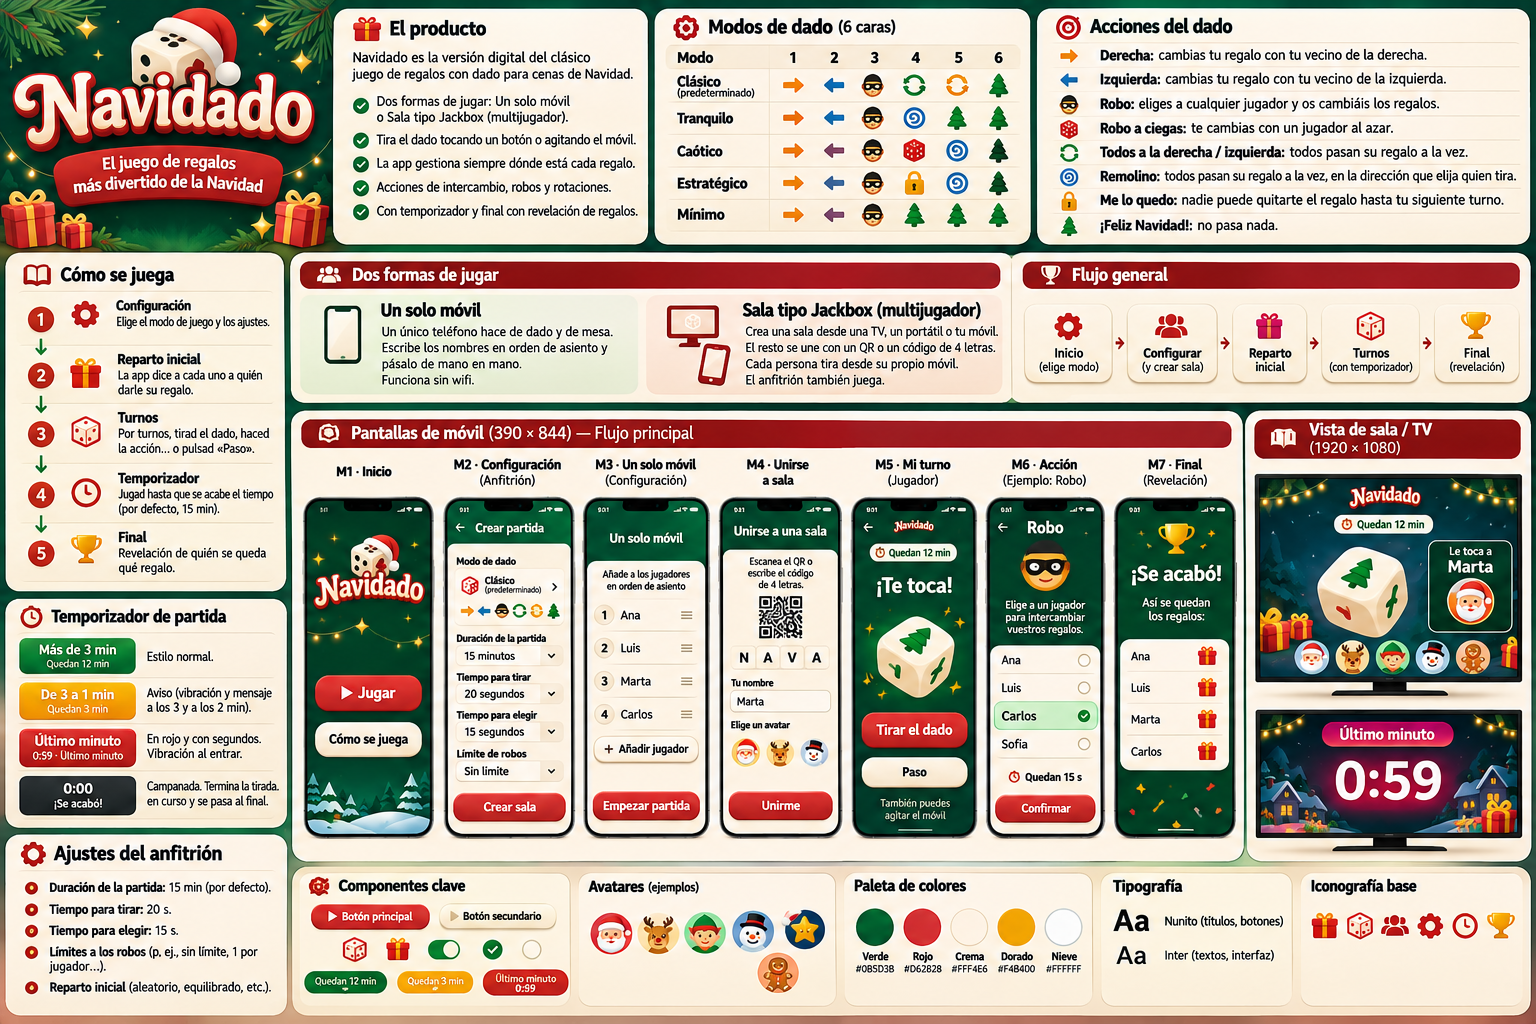 Navidado
El juego de regalos
más divertido de la Navidad
El producto
Navidado es la versión digital del clásico
juego de regalos con dado para cenas de Navidad.
Dos formas de jugar: Un solo móvil
o Sala tipo Jackbox (multijugador).
Tira el dado tocando un botón o agitando el móvil.
La app gestiona siempre dónde está cada regalo.
Acciones de intercambio, robos y rotaciones.
Con temporizador y final con revelación de regalos.
Modos de dado (6 caras)
Modo 1 2 3 4 5 6
Clásico
(predeterminado)
Tranquilo
Caótico
Estratégico
Mínimo
Acciones del dado
Derecha: cambias tu regalo con tu vecino de la derecha.
Izquierda: cambias tu regalo con tu vecino de la izquierda.
Robo: eliges a cualquier jugador y os cambiáis los regalos.
Robo a ciegas: te cambias con un jugador al azar.
Todos a la derecha / izquierda: todos pasan su regalo a la vez.
Remolino: todos pasan su regalo a la vez, en la dirección que elija quien tira.
Me lo quedo: nadie puede quitarte el regalo hasta tu siguiente turno.
¡Feliz Navidad!: no pasa nada.
Cómo se juega
1
Configuración
Elige el modo de juego y los ajustes.
2
Reparto inicial
La app dice a cada uno a quién
darle su regalo.
3
Turnos
Por turnos, tirad el dado, haced
la acción... o pulsad «Paso».
4
Temporizador
Jugad hasta que se acabe el tiempo
(por defecto, 15 min).
5
Final
Revelación de quién se queda
qué regalo.
Dos formas de jugar
Un solo móvil
Un único teléfono hace de dado y de mesa.
Escribe los nombres en orden de asiento y
pásalo de mano en mano.
Funciona sin wifi.
Sala tipo Jackbox (multijugador)
Crea una sala desde una TV, un portátil o tu móvil.
El resto se une con un QR o un código de 4 letras.
Cada persona tira desde su propio móvil.
El anfitrión también juega.
Flujo general
Inicio
(elige modo)
Configurar
(y crear sala)
Reparto
inicial
Turnos
(con temporizador)
Final
(revelación)
Temporizador de partida
Más de 3 min
Quedan 12 min
Estilo normal.
De 3 a 1 min
Quedan 3 min
Aviso (vibración y mensaje
a los 3 y a los 2 min).
Último minuto
0:59 · Último minuto
En rojo y con segundos.
Vibración al entrar.
0:00
¡Se acabó!
Campanada. Termina la tirada.
en curso y se pasa al final.
Ajustes del anfitrión
Duración de la partida: 15 min (por defecto).
Tiempo para tirar: 20 s.
Tiempo para elegir: 15 s.
Límites a los robos (p. ej., sin límite, 1 por
jugador...).
Reparto inicial (aleatorio, equilibrado, etc.).
Pantallas de móvil (390 × 844) — Flujo principal
M1 · Inicio
Navidado
Jugar
Cómo se juega
M2 · Configuración
(Anfitrión)
9:31
Crear partida
Modo de dado
Clásico
(predeterminado)
Duración de la partida
15 minutos
Tiempo para tirar
20 segundos
Tiempo para elegir
15 segundos
Límite de robos
Sin limite
Crear sala
M3 · Un solo móvil
(Configuración)
Un solo móvil
Añade a los jugadores
en orden de asiento
1 Ana
2 Luis
3 Marta
4 Carlos
+ Añadir jugador
Empezar partida
M4 · Unirse
a sala
Unirse a una sala
Escanea el QR o
escribe el código
de 4 letras.
N A V A
Tu nombre
Marta
Elige un avatar
Unirme
M5 · Mi turno
(Jugador)
Navidado
Quedan 12 min
¡Te toca!
Tirar el dado
Paso
También puedes
agitar el móvil
M6 · Acción
(Ejemplo: Robo)
Robo
Elige a un jugador
para intercambiar
vuestros regalos.
Ana
Luis
Carlos
Sofía
Quedan 15 s
Confirmar
M7 · Final
(Revelación)
¡Se acabó!
Así se quedan
los regalos:
Ana
Luis
Marta
Carlos
Vista de sala / TV
(1920 × 1080)
Navidado
Quedan 12 min
Le toca a
Marta
Último minuto
0:59
Componentes clave
Botón principal
Botón secundario
Quedan 12 min
Quedan 3 min
Último minuto
0:59
Avatares (ejemplos)
Paleta de colores
Verde
#0B5D3B
Rojo
#D62828
Crema
#FFF4E6
Dorado
#F4B400
Nieve
#FFFFFF
Tipografía
Aa Nunito (títulos, botones)
Aa Inter (textos, interfaz)
Iconografía base